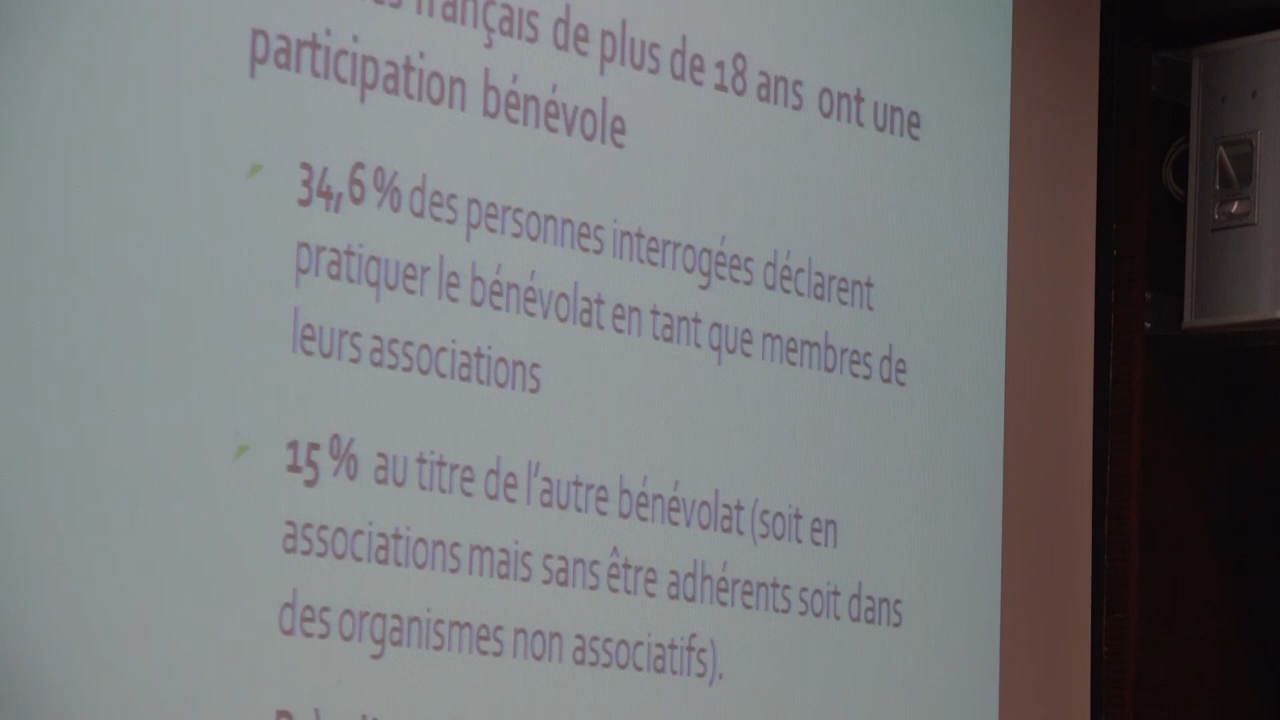 français de plus de 18 ans ont une
participation bénévole
34,6 % des personnes interrogées déclarent
pratiquer le bénévolat en tant que membres de
leurs associations
15 % au titre de l'autre bénévolat (soit en
associations mais sans être adhérents soit dans
des organismes non associatifs).